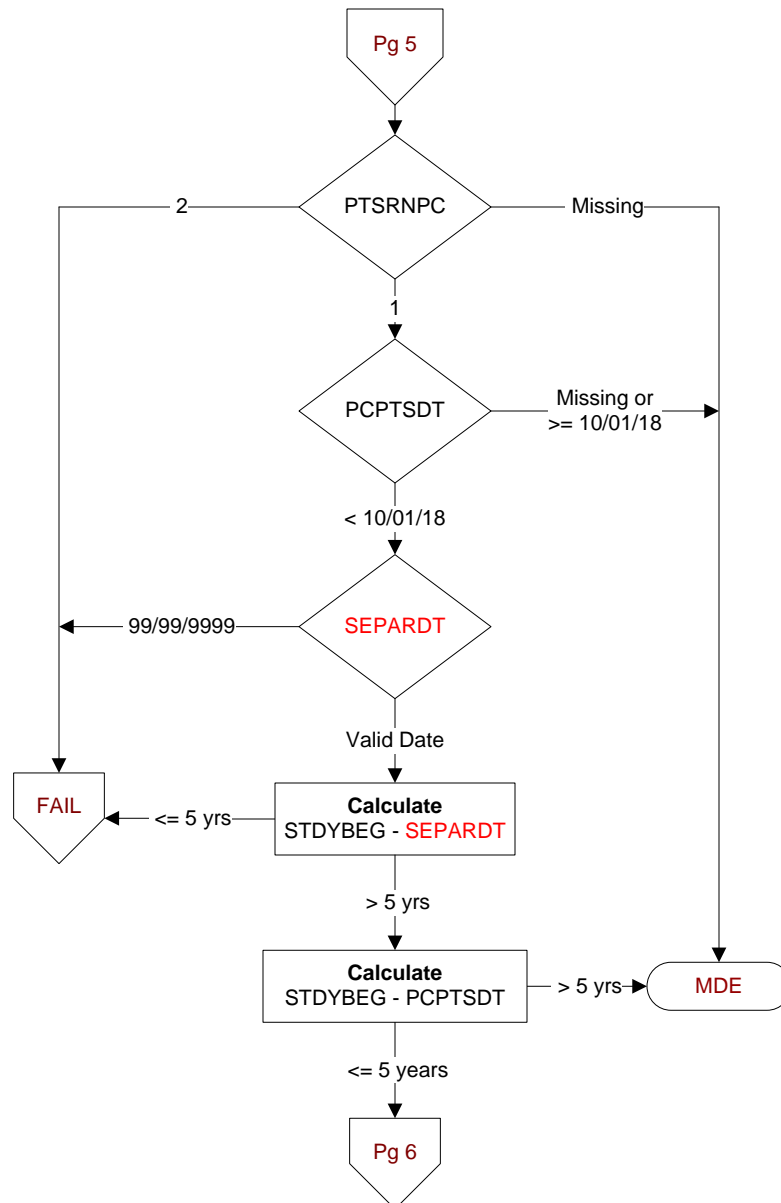 Pg 5
PTSRNPC
2
Missing
1
PCPTSDT
Missing or
>= 10/01/18
< 10/01/18
SEPARDT
99/99/9999
Valid Date
FAIL
<= 5 yrs
Calculate
STDYBEG - SEPARDT
> 5 yrs
Calculate
STDYBEG - PCPTSDT
> 5 yrs
MDE
<= 5 years
Pg 6